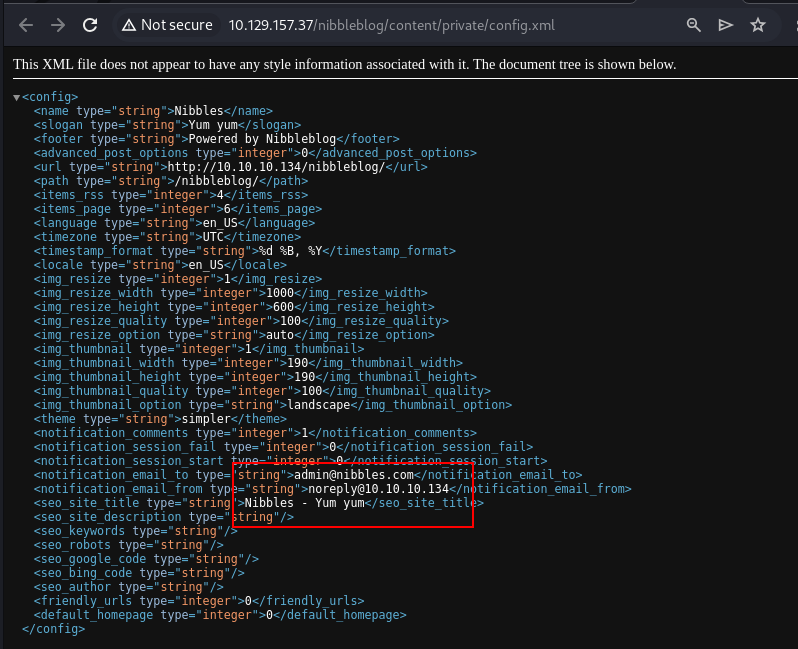 Not secure 10.129.157.37/nibbleblog/content/private/config.xml
This XML file does not appear to have any style information associated with it. The document tree is shown below.
▼<config>
<name type="string">Nibbles</name>
<slogan type="string">Yum yum</slogan>
<footer type="string">Powered by Nibbleblog</footer>
<advanced_post_options type="integer">0</advanced_post_options>
<url type="string">http://10.10.10.134/nibbleblog/</url>
<path type="string">/nibbleblog/</path>
<items_rss type="integer">4</items_rss>
<items_page type="integer">6</items_page>
<language type="string">en_US</language>
<timezone type="string">UTC</timezone>
<timestamp_format type="string">%d %B, %Y</timestamp_format>
<locale type="string">en_US</locale>
<img_resize type="integer">1</img_resize>
<img_resize_width type="integer">1000</img_resize_width>
<img_resize_height type="integer">600</img_resize_height>
<img_resize_quality type="integer">100</img_resize_quality>
<img_resize_option type="string">auto</img_resize_option>
<img_thumbnail type="integer">1</img_thumbnail>
<img_thumbnail_width type="integer">190</img_thumbnail_width>
<img_thumbnail_height type="integer">190</img_thumbnail_height>
<img_thumbnail_quality type="integer">100</img_thumbnail_quality>
<img_thumbnail_option type="string">landscape</img_thumbnail_option>
<theme type="string">simpler</theme>
<notification_comments type="integer">1</notification_comments>
<notification_session_fail type="integer">0</notification_session_fail>
<notification_session_start type="integer">0</notification_session_start>
<notification_email_to type="string">admin@nibbles.com</notification_email_to>
<notification_email_from type="string">noreply@10.10.10.134</notification_email_from>
<seo_site_title type="string">Nibbles - Yum yum</seo_site_title>
<seo_site_description type="string"/>
<seo_keywords type="string"/>
<seo_robots type="string"/>
<seo_google_code type="string"/>
<seo_bing_code type="string"/>
<seo_author type="string"/>
<friendly_urls type="integer">0</friendly_urls>
<default_homepage type="integer">0</default_homepage>
</config>